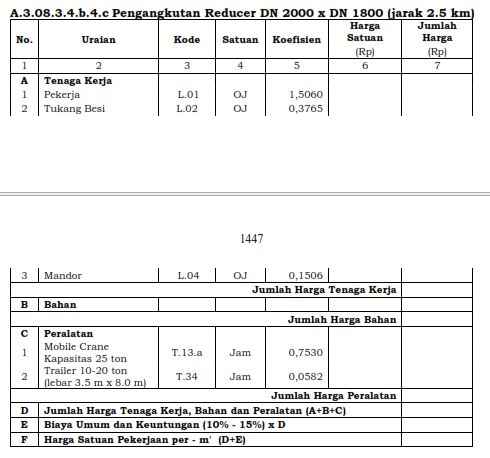 A.3.08.3.4.b.4.c Pengangkutan Reducer DN 2000 x DN 1800 (jarak 2.5 km)
No. Uraian Kode Satuan Koefisien Harga Satuan (Rp) Jumlah Harga (Rp)
1 2 3 4 5 6 7
A Tenaga Kerja
1 Pekerja L.01 OJ 1,5060
2 Tukang Besi L.02 OJ 0,3765
1447
3 Mandor L.04 OJ 0,1506
Jumlah Harga Tenaga Kerja
B Bahan
Jumlah Harga Bahan
C Peralatan
1 Mobile Crane Kapasitas 25 ton T.13.a Jam 0,7530
2 Trailer 10-20 ton (lebar 3.5 m x 8.0 m) T.34 Jam 0,0582
Jumlah Harga Peralatan
D Jumlah Harga Tenaga Kerja, Bahan dan Peralatan (A+B+C)
E Biaya Umum dan Keuntungan (10% - 15%) x D
F Harga Satuan Pekerjaan per - m' (D+E)